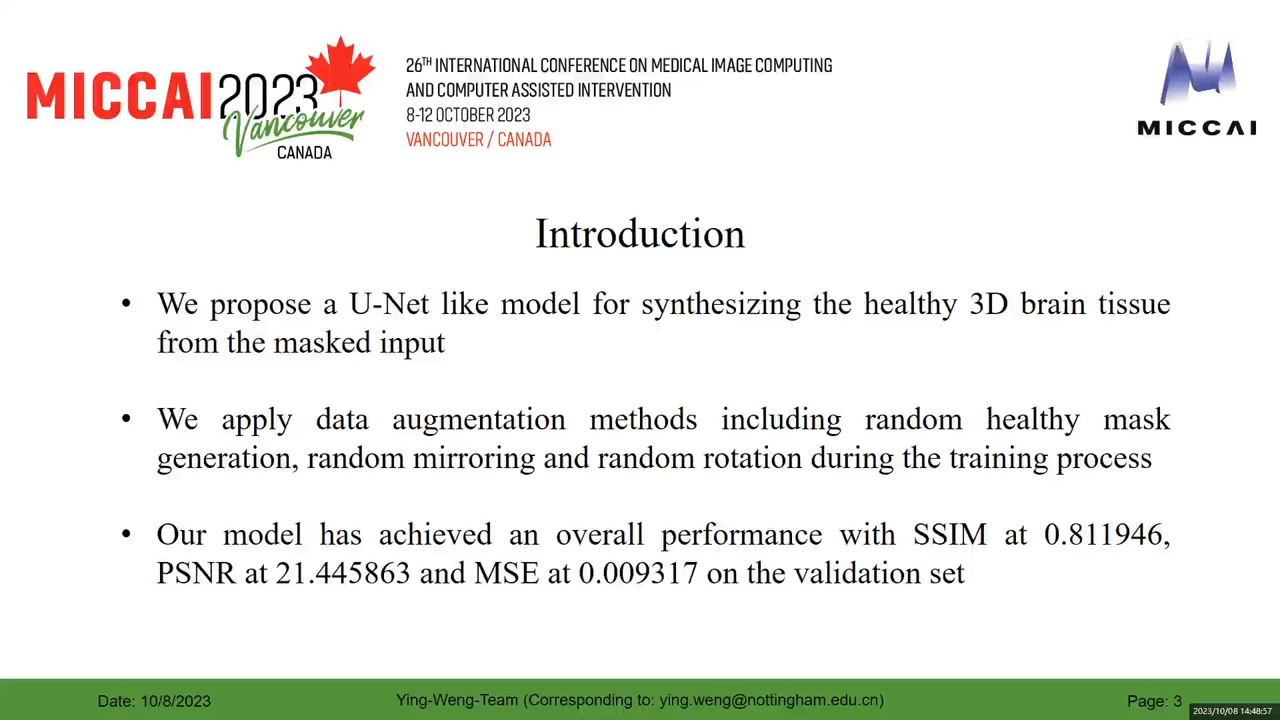 MICCAI2023
Vancouver
CANADA
26TH INTERNATIONAL CONFERENCE ON MEDICAL IMAGE COMPUTING
AND COMPUTER ASSISTED INTERVENTION
8-12 OCTOBER 2023
VANCOUVER / CANADA
MICCAI
Introduction
• We propose a U-Net like model for synthesizing the healthy 3D brain tissue
from the masked input
• We apply data augmentation methods including random healthy mask
generation, random mirroring and random rotation during the training process
• Our model has achieved an overall performance with SSIM at 0.811946,
PSNR at 21.445863 and MSE at 0.009317 on the validation set
Date: 10/8/2023
Ying-Weng-Team (Corresponding to: ying.weng@nottingham.edu.cn)
Page: 3
2023/10/08 14:48:57